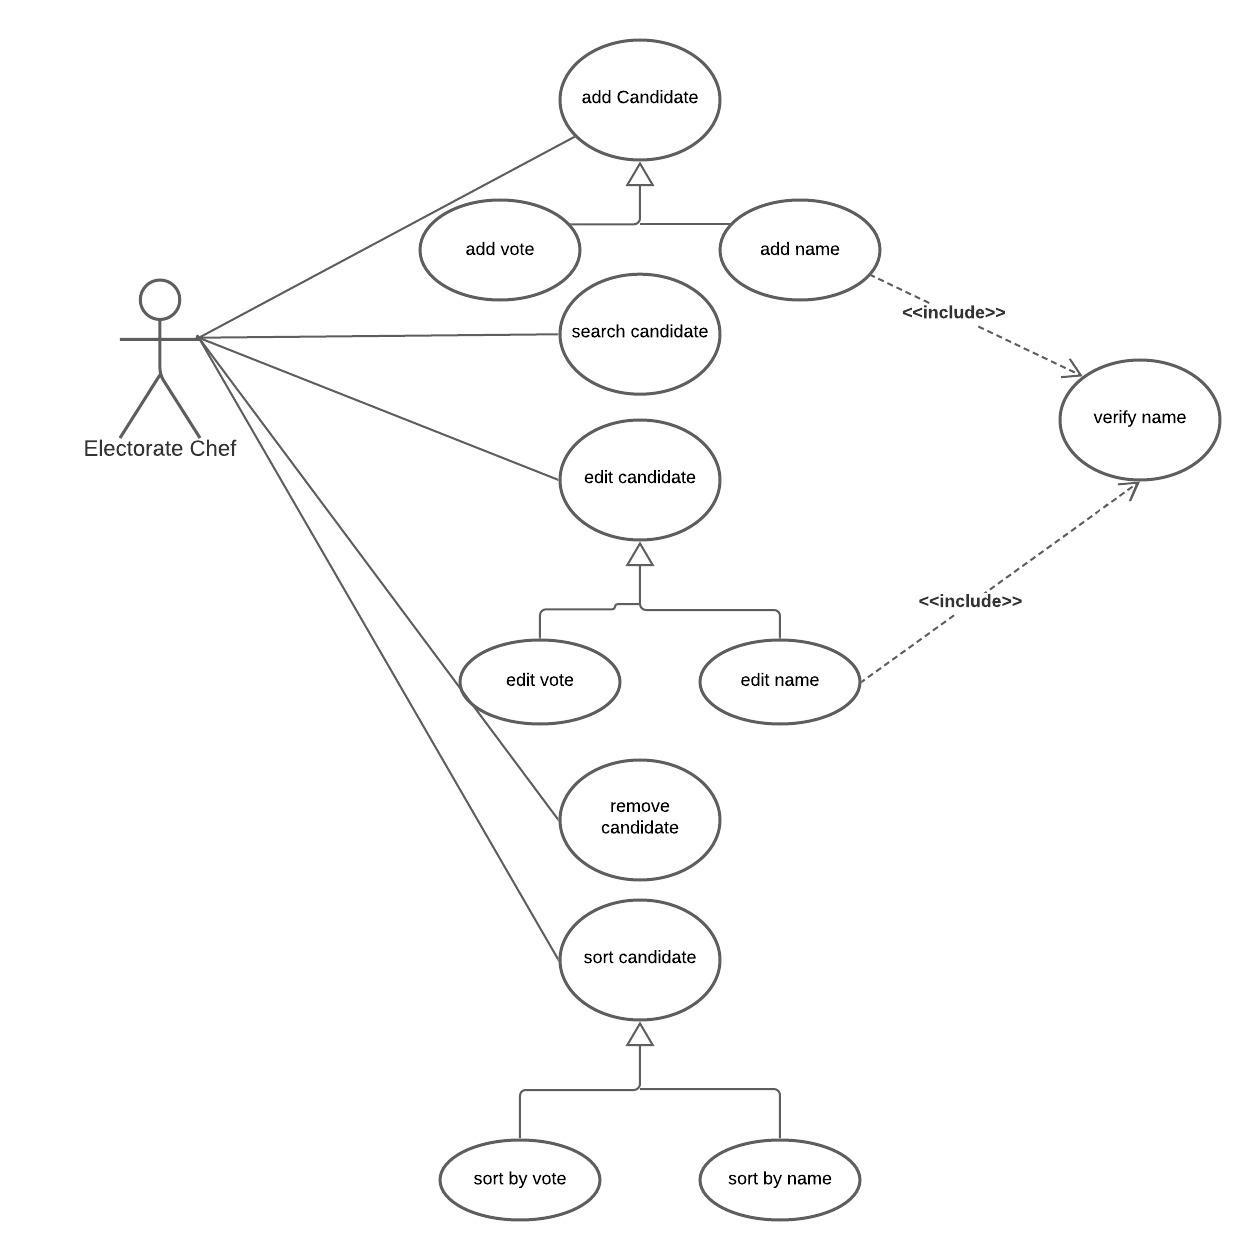 add Candidate
add vote
add name
<<include>>
search candidate
verify name
Electorate Chef
edit candidate
<<include>>
edit vote
edit name
remove
candidate
sort candidate
sort by vote
sort by name